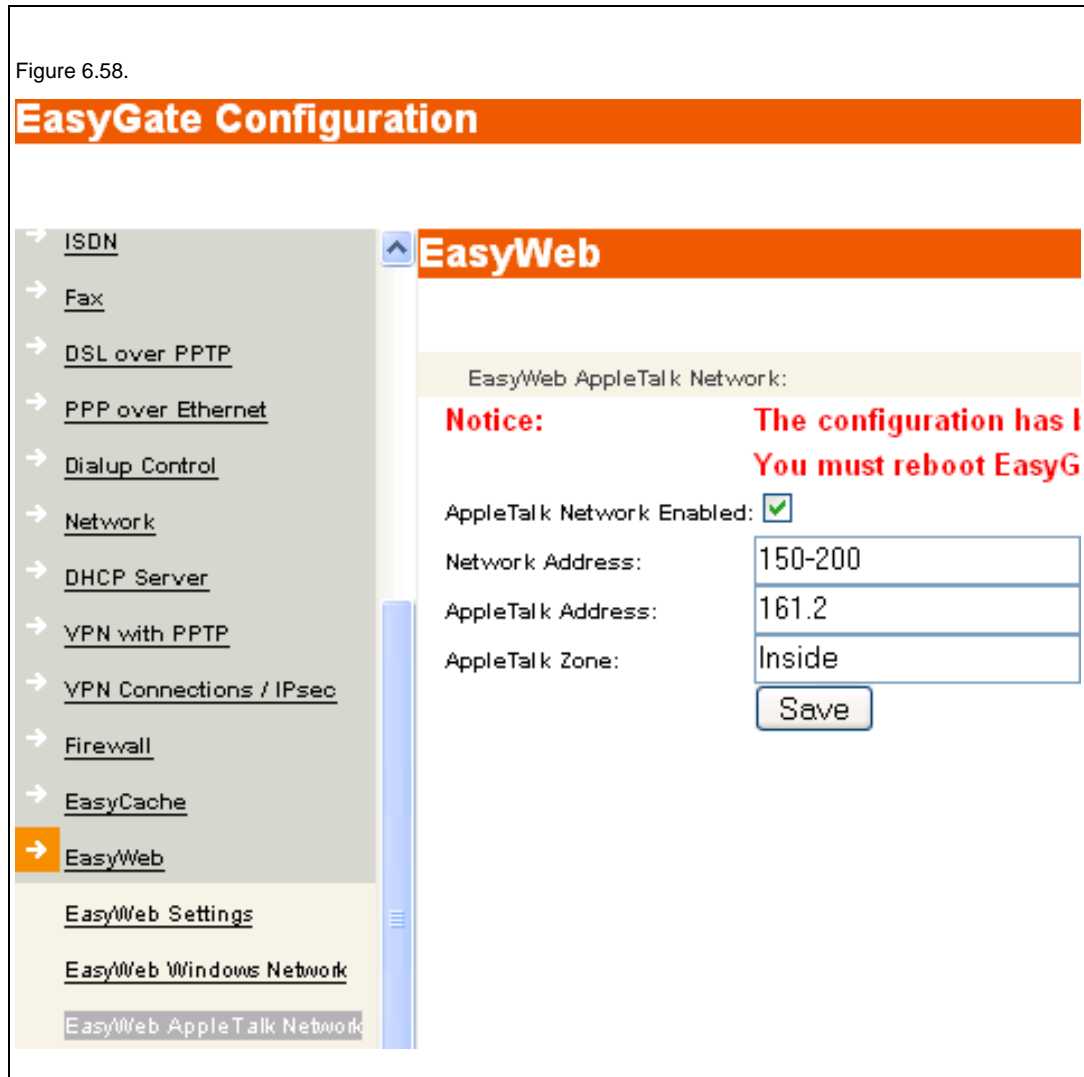 Figure 6.58.
EasyGate Configuration
ISDN
Fax
DSL over PPTP
PPP over Ethernet
Dialup Control
Network
DHCP Server
VPN with PPTP
VPN Connections / IPsec
Firewall
EasyCache
EasyWeb
EasyWeb Settings
EasyWeb Windows Network
EasyWeb AppleTalk Network
EasyWeb
EasyWeb AppleTalk Network:
Notice: The configuration has
You must reboot EasyG
AppleTalk Network Enabled:
Network Address: 150-200
AppleTalk Address: 161.2
AppleTalk Zone: Inside
Save